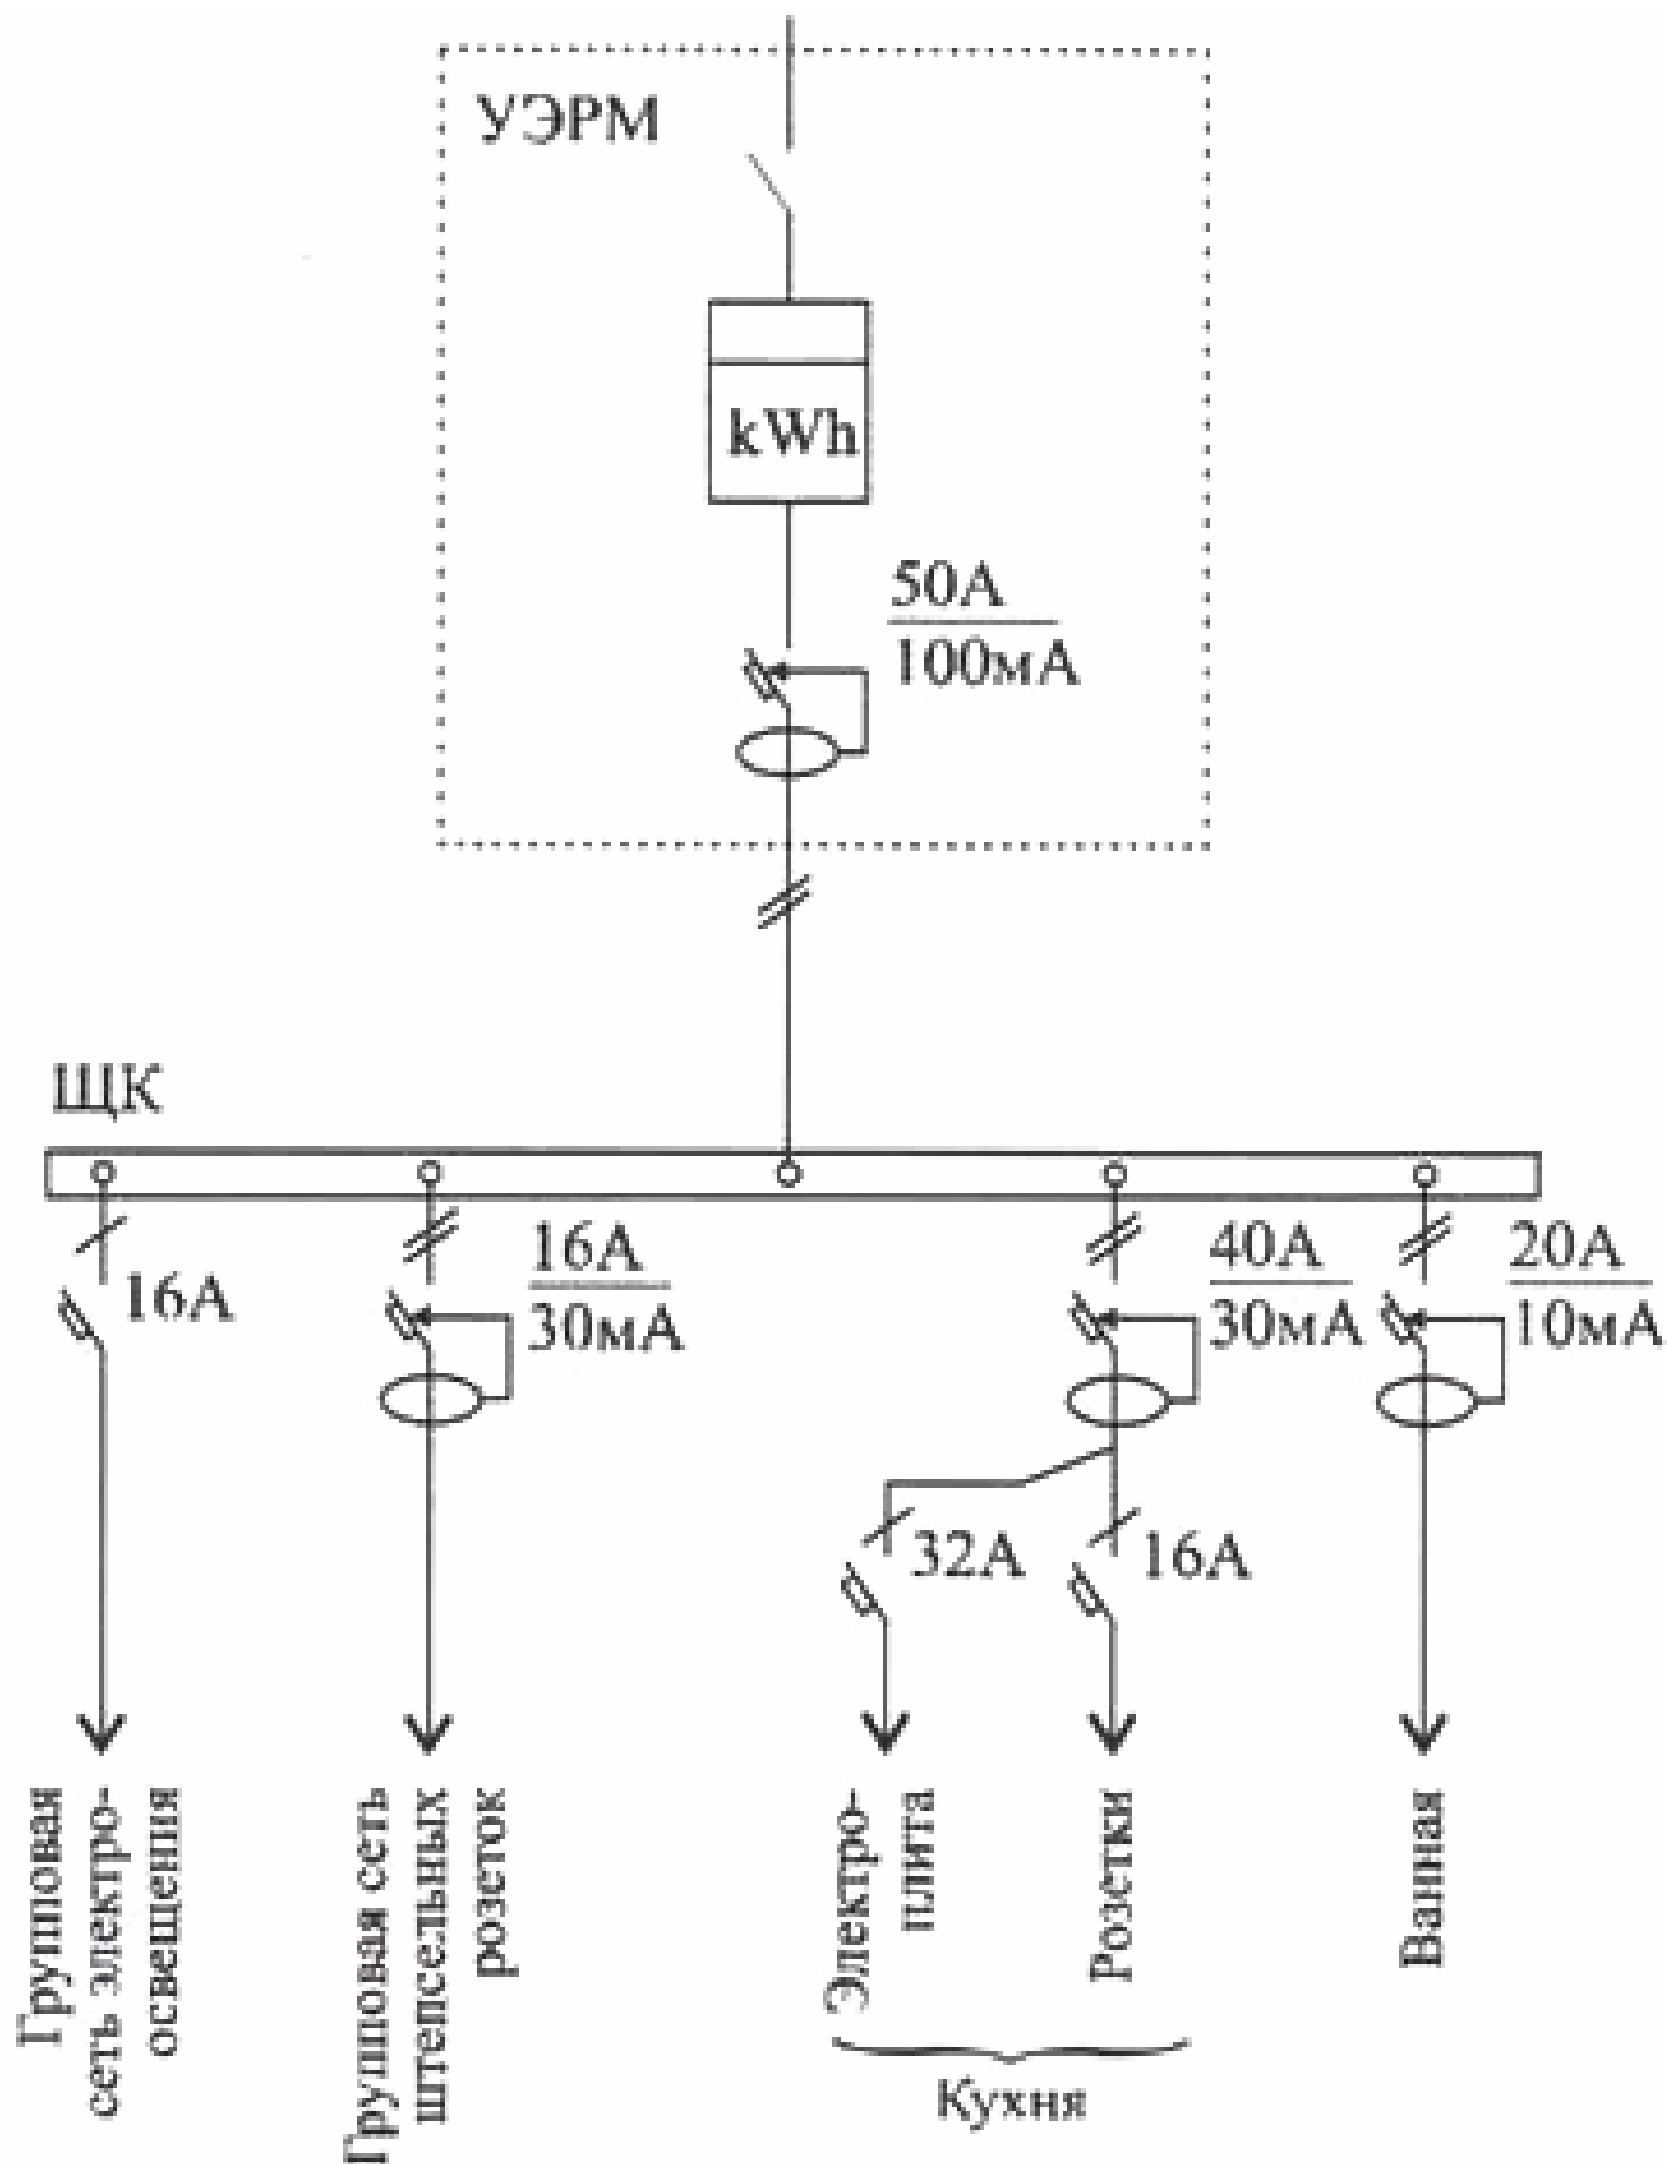 УЭРМ
kWh
50А
100мА
ЩК
16А
16А
30мА
40А
30мА
20А
10мА
32А
16А
Групповая
сеть электро-
освещения
Групповая сеть
штепсельных
розеток
Электро-
плита
Розетки
Ванная
Кухня